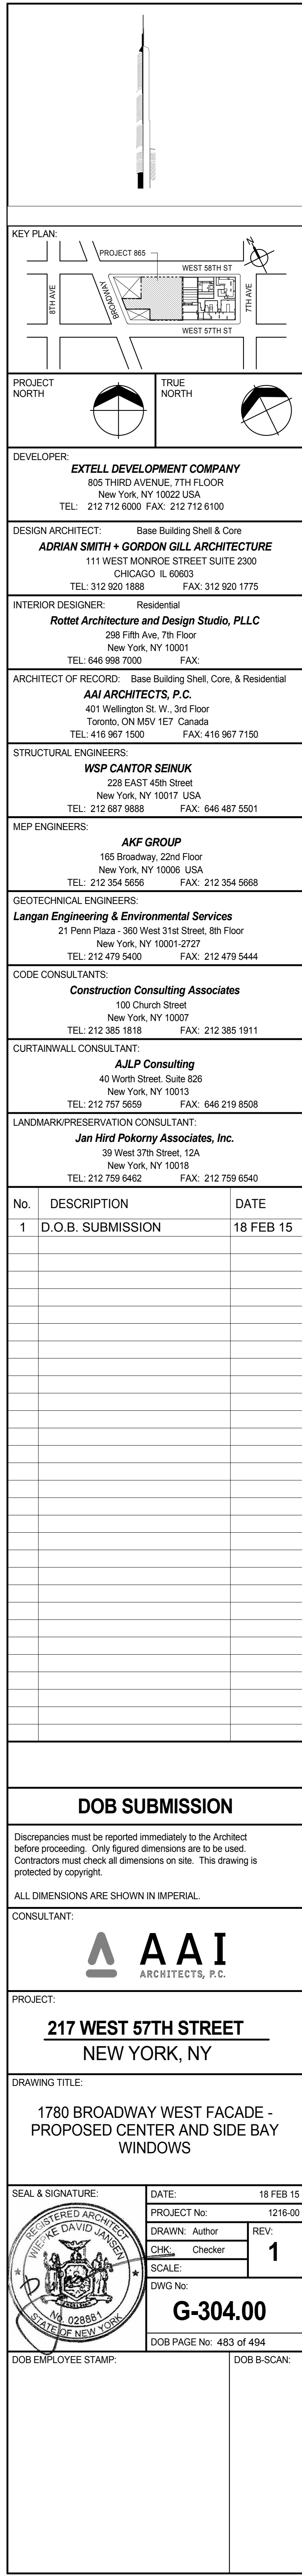 KEY PLAN:
N
PROJECT 865
WEST 58TH ST
8TH AVE
BROADWAY
7TH AVE
WEST 57TH ST
PROJECT
NORTH
TRUE
NORTH
DEVELOPER:
EXTELL DEVELOPMENT COMPANY
805 THIRD AVENUE, 7TH FLOOR
New York, NY 10022 USA
TEL: 212 712 6000 FAX: 212 712 6100
DESIGN ARCHITECT: Base Building Shell & Core
ADRIAN SMITH + GORDON GILL ARCHITECTURE
111 WEST MONROE STREET SUITE 2300
CHICAGO IL 60603
TEL: 312 920 1888 FAX: 312 920 1775
INTERIOR DESIGNER: Residential
Rottet Architecture and Design Studio, PLLC
298 Fifth Ave, 7th Floor
New York, NY 10001
TEL: 646 998 7000 FAX:
ARCHITECT OF RECORD: Base Building Shell, Core, & Residential
AAI ARCHITECTS, P.C.
401 Wellington St. W., 3rd Floor
Toronto, ON M5V 1E7 Canada
TEL: 416 967 1500 FAX: 416 967 7150
STRUCTURAL ENGINEERS:
WSP CANTOR SEINUK
228 EAST 45th Street
New York, NY 10017 USA
TEL: 212 687 9888 FAX: 646 487 5501
MEP ENGINEERS:
AKF GROUP
165 Broadway, 22nd Floor
New York, NY 10006 USA
TEL: 212 354 5656 FAX: 212 354 5668
GEOTECHNICAL ENGINEERS:
Langan Engineering & Environmental Services
21 Penn Plaza - 360 West 31st Street, 8th Floor
New York, NY 10001-2727
TEL: 212 479 5400 FAX: 212 479 5444
CODE CONSULTANTS:
Construction Consulting Associates
100 Church Street
New York, NY 10007
TEL: 212 385 1818 FAX: 212 385 1911
CURTAINWALL CONSULTANT:
AJLP Consulting
40 Worth Street. Suite 826
New York, NY 10013
TEL: 212 757 5659 FAX: 646 219 8508
LANDMARK/PRESERVATION CONSULTANT:
Jan Hird Pokorny Associates, Inc.
39 West 37th Street, 12A
New York, NY 10018
TEL: 212 759 6462 FAX: 212 759 6540
No. DESCRIPTION DATE
1 D.O.B. SUBMISSION 18 FEB 15
DOB SUBMISSION
Discrepancies must be reported immediately to the Architect
before proceeding. Only figured dimensions are to be used.
Contractors must check all dimensions on site. This drawing is
protected by copyright.
ALL DIMENSIONS ARE SHOWN IN IMPERIAL.
CONSULTANT:
AAI
ARCHITECTS, P.C.
PROJECT:
217 WEST 57TH STREET
NEW YORK, NY
DRAWING TITLE:
1780 BROADWAY WEST FACADE -
PROPOSED CENTER AND SIDE BAY
WINDOWS
SEAL & SIGNATURE:
REGISTERED ARCHITECT
WIEPKE DAVID JANSEN
No. 028881
STATE OF NEW YORK
DATE: 18 FEB 15
PROJECT No: 1216-00
DRAWN: Author
CHK: Checker
SCALE:
REV:
1
DWG No:
G-304.00
DOB PAGE No: 483 of 494
DOB EMPLOYEE STAMP:
DOB B-SCAN: